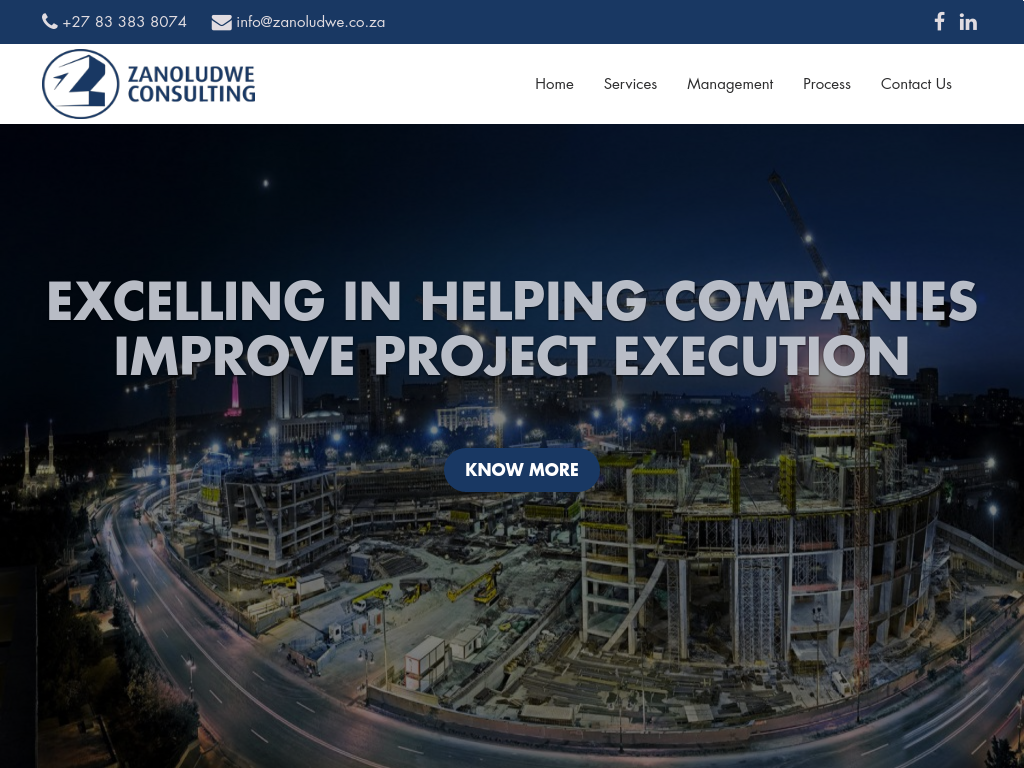 +27 83 383 8074 info@zanoludwe.co.za
ZANOLUDWE
CONSULTING
Home Services Management Process Contact Us
EXCELLING IN HELPING COMPANIES
IMPROVE PROJECT EXECUTION
KNOW MORE